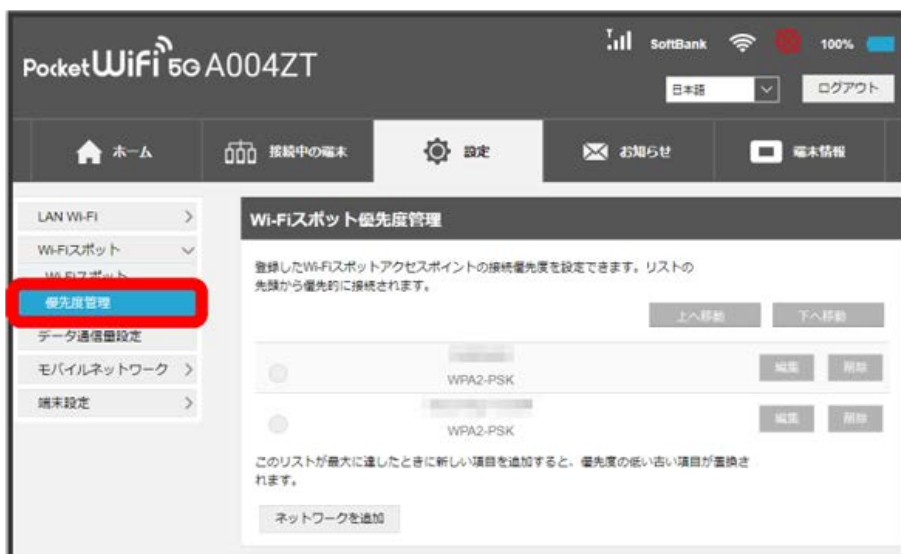 Pocket WiFi 5G A004ZT
SoftBank
100%
日本語
ログアウト
ホーム
接続中の端末
設定
お知らせ
端末情報
LAN Wi-Fi
Wi-Fiスポット
Wi-Fiスポット
優先度管理
データ通信量設定
モバイルネットワーク
端末設定
Wi-Fiスポット優先度管理
登録したWi-Fiスポットアクセスポイントの接続優先度を設定できます。リストの
先頭から優先的に接続されます。
上へ移動
下へ移動
WPA2-PSK
編集
削除
WPA2-PSK
編集
削除
このリストが最大に達したときに新しい項目を追加すると、優先度の低い古い項目が置換さ
れます。
ネットワークを追加